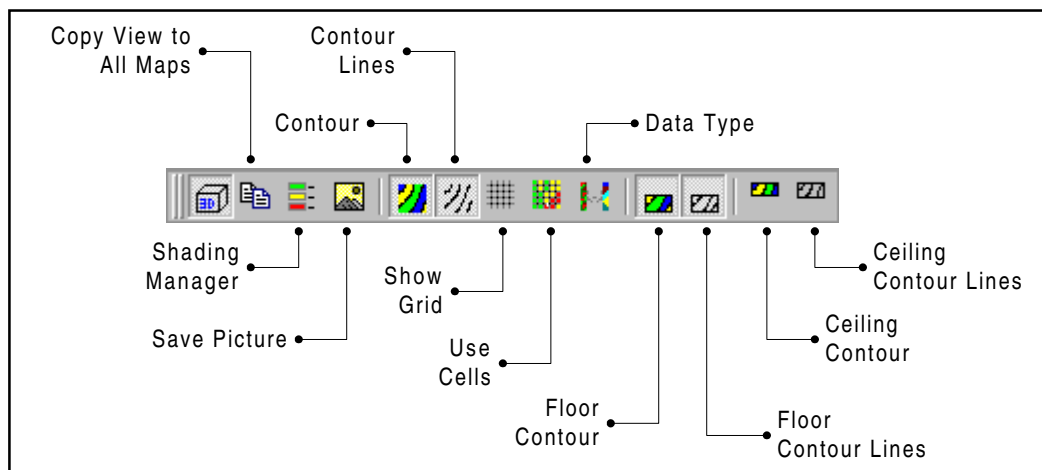 Copy View to
All Maps
Contour
Lines
Contour
Data Type
3D
Shading
Manager
Save Picture
Show
Grid
Use
Cells
Floor
Contour
Floor
Contour Lines
Ceiling
Contour
Ceiling
Contour Lines